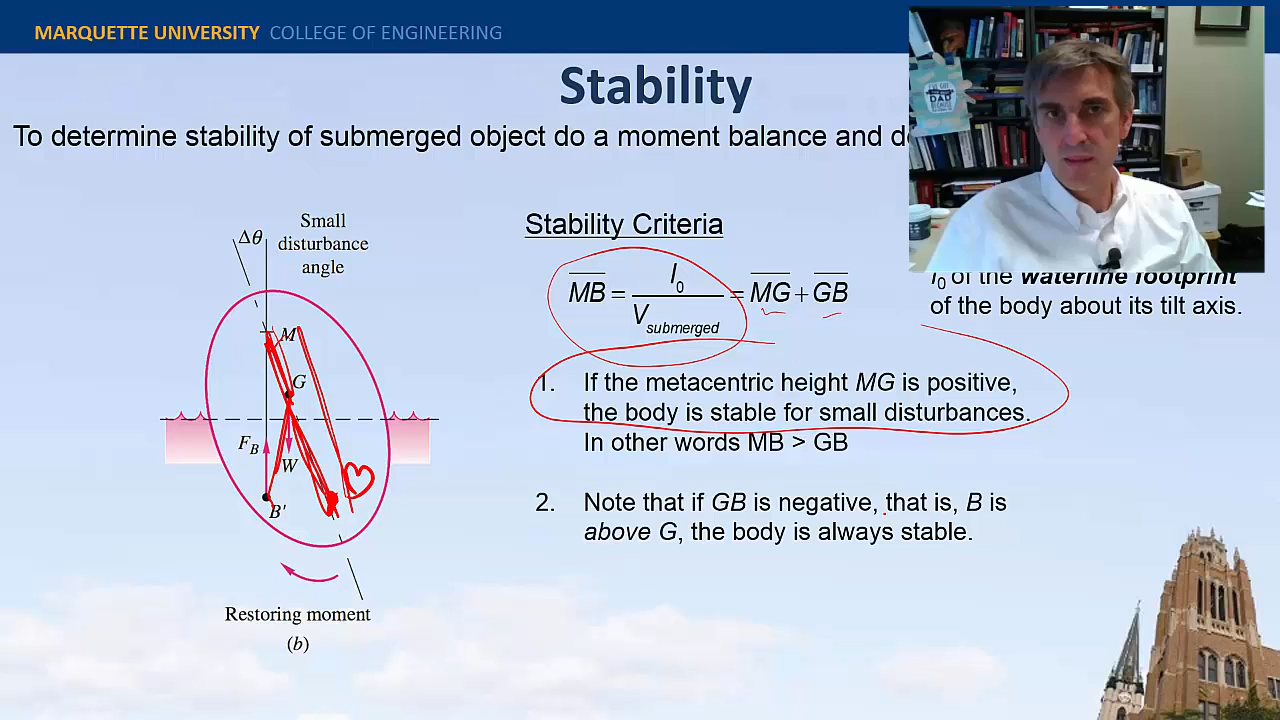 MARQUETTE UNIVERSITY COLLEGE OF ENGINEERING
Stability
To determine stability of submerged object do a moment balance and
Small
disturbance
angle
Δθ
M
G
F_B
W
B'
B
Restoring moment
(b)
Stability Criteria
MB = I_0 / V_submerged = MG + GB
I_0 of the waterline footprint
of the body about its tilt axis.
1. If the metacentric height MG is positive,
the body is stable for small disturbances.
In other words MB > GB
2. Note that if GB is negative, that is, B is
above G, the body is always stable.